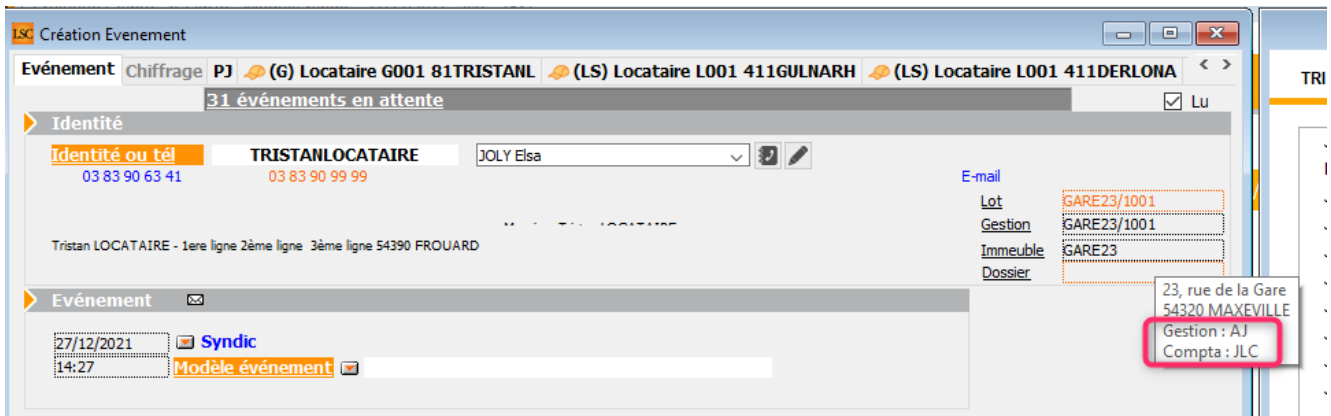 LSC Création Evenement
Evénement Chiffrage PJ (G) Locataire G001 81TRISTANL (LS) Locataire L001 411GULNARH (LS) Locataire L001 411DERLONA
TRI
31 événements en attente Lu
Identité
Identité ou tél TRISTANLOCATAIRE JOLY Elsa
03 83 90 63 41 03 83 90 99 99 E-mail
Lot GARE23/1001
Gestion GARE23/1001
Tristan LOCATAIRE - 1ere ligne 2ème ligne 3ème ligne 54390 FROUARD
Immeuble GARE23
Dossier
Evénement
23, rue de la Gare
54320 MAXEVILLE
Gestion : AJ
Compta : JLC
27/12/2021 Syndic
14:27 Modèle événement